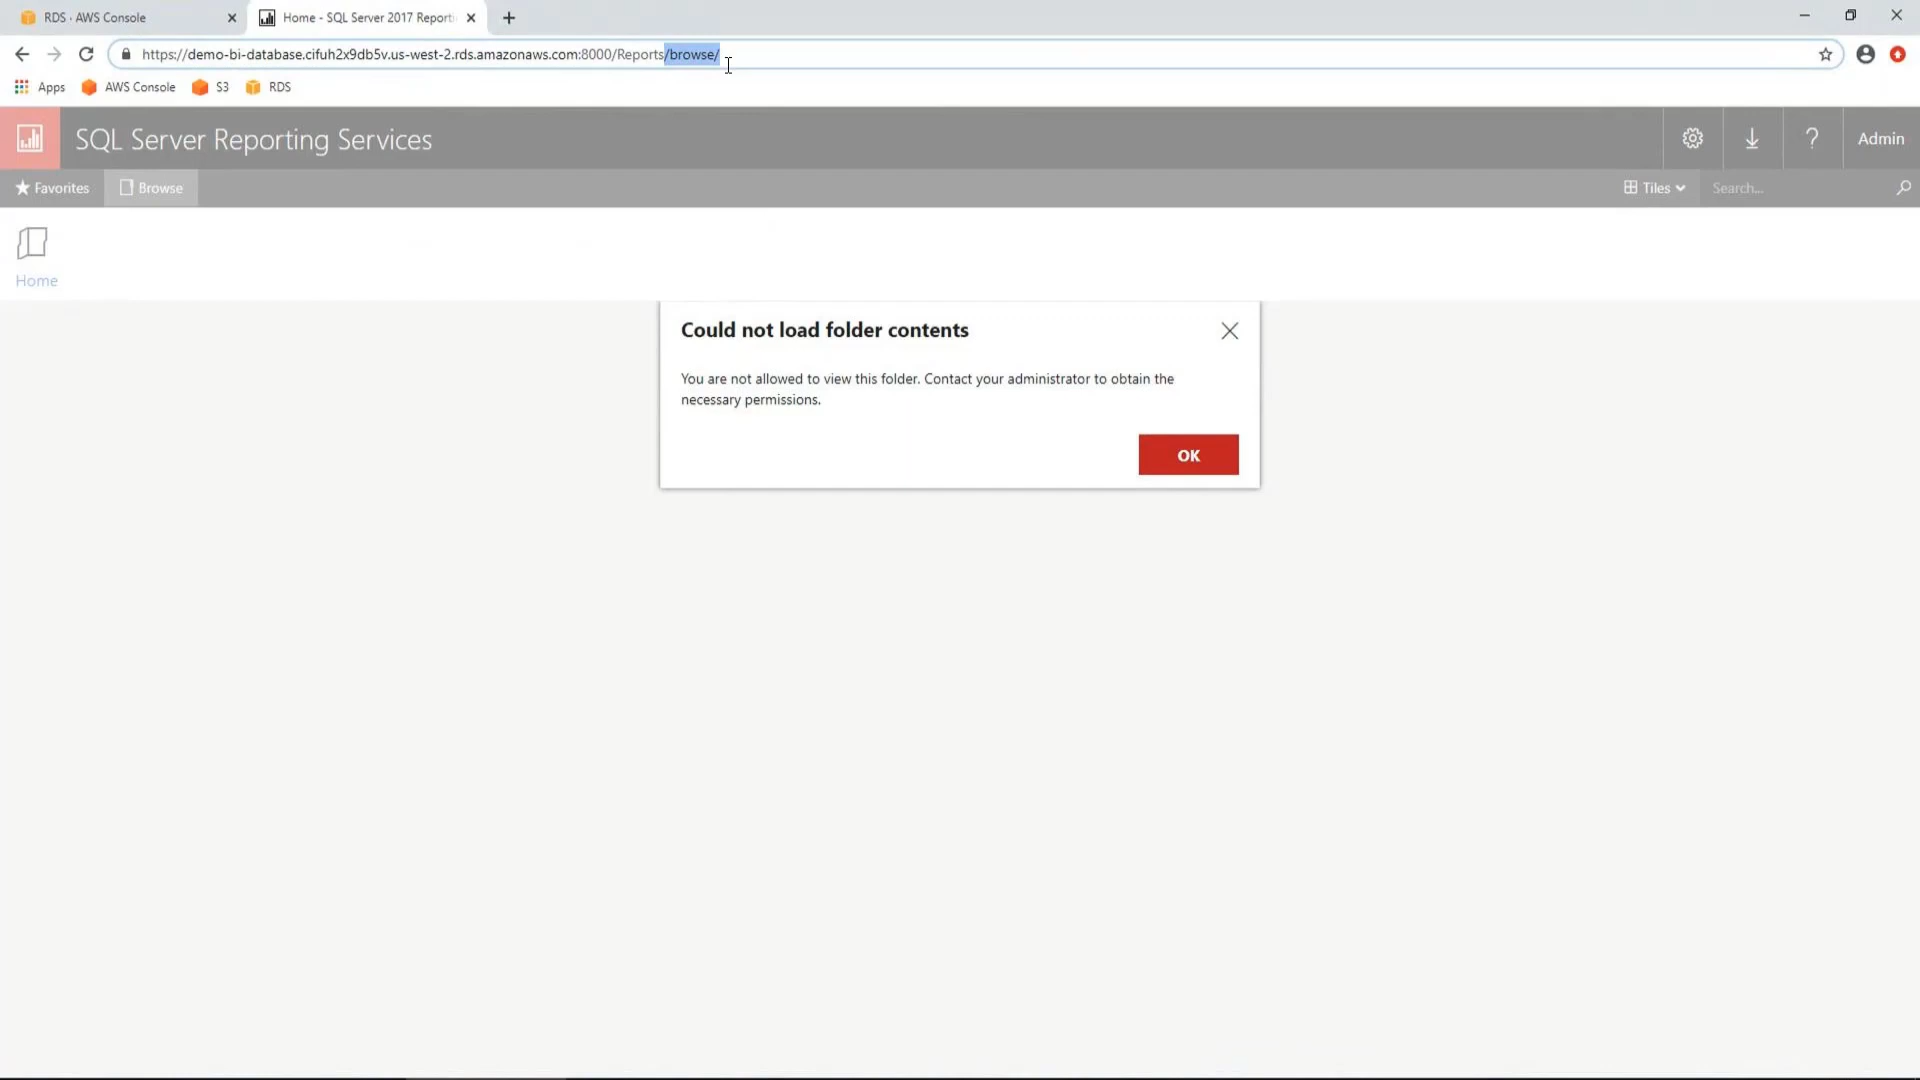 RDS · AWS Console
Home - SQL Server 2017 Reporti
https://demo-bi-database.cifuh2x9db5v.us-west-2.rds.amazonaws.com:8000/Reports/browse/
Apps AWS Console S3 RDS
SQL Server Reporting Services
? Admin
Favorites Browse Tiles Search...
Home
Could not load folder contents
You are not allowed to view this folder. Contact your administrator to obtain the
necessary permissions.
OK